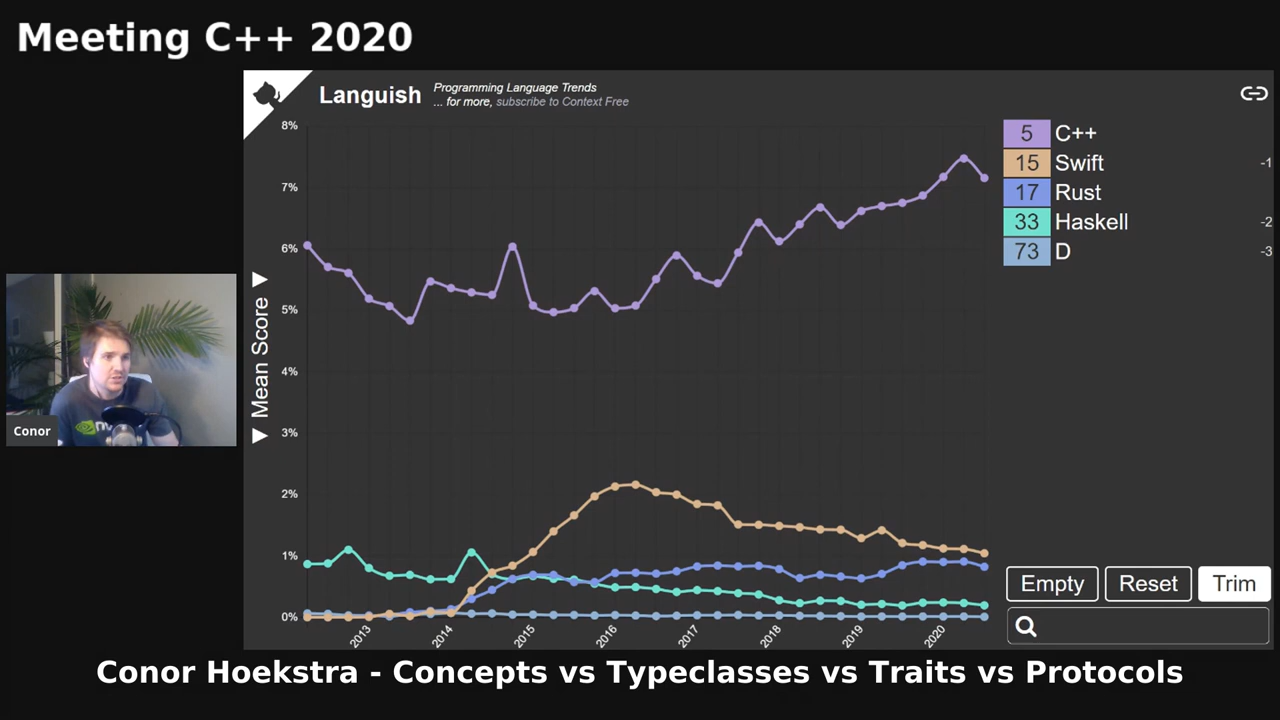 Meeting C++ 2020
Languish
Programming Language Trends
... for more, subscribe to Context Free
8%
7%
6%
5%
4%
3%
2%
1%
0%
▼ Mean Score ▼
2013
2014
2015
2016
2017
2018
2019
2020
5 C++
15 Swift -1
17 Rust
33 Haskell -2
73 D -3
Empty Reset Trim
Conor
Conor Hoekstra - Concepts vs Typeclasses vs Traits vs Protocols